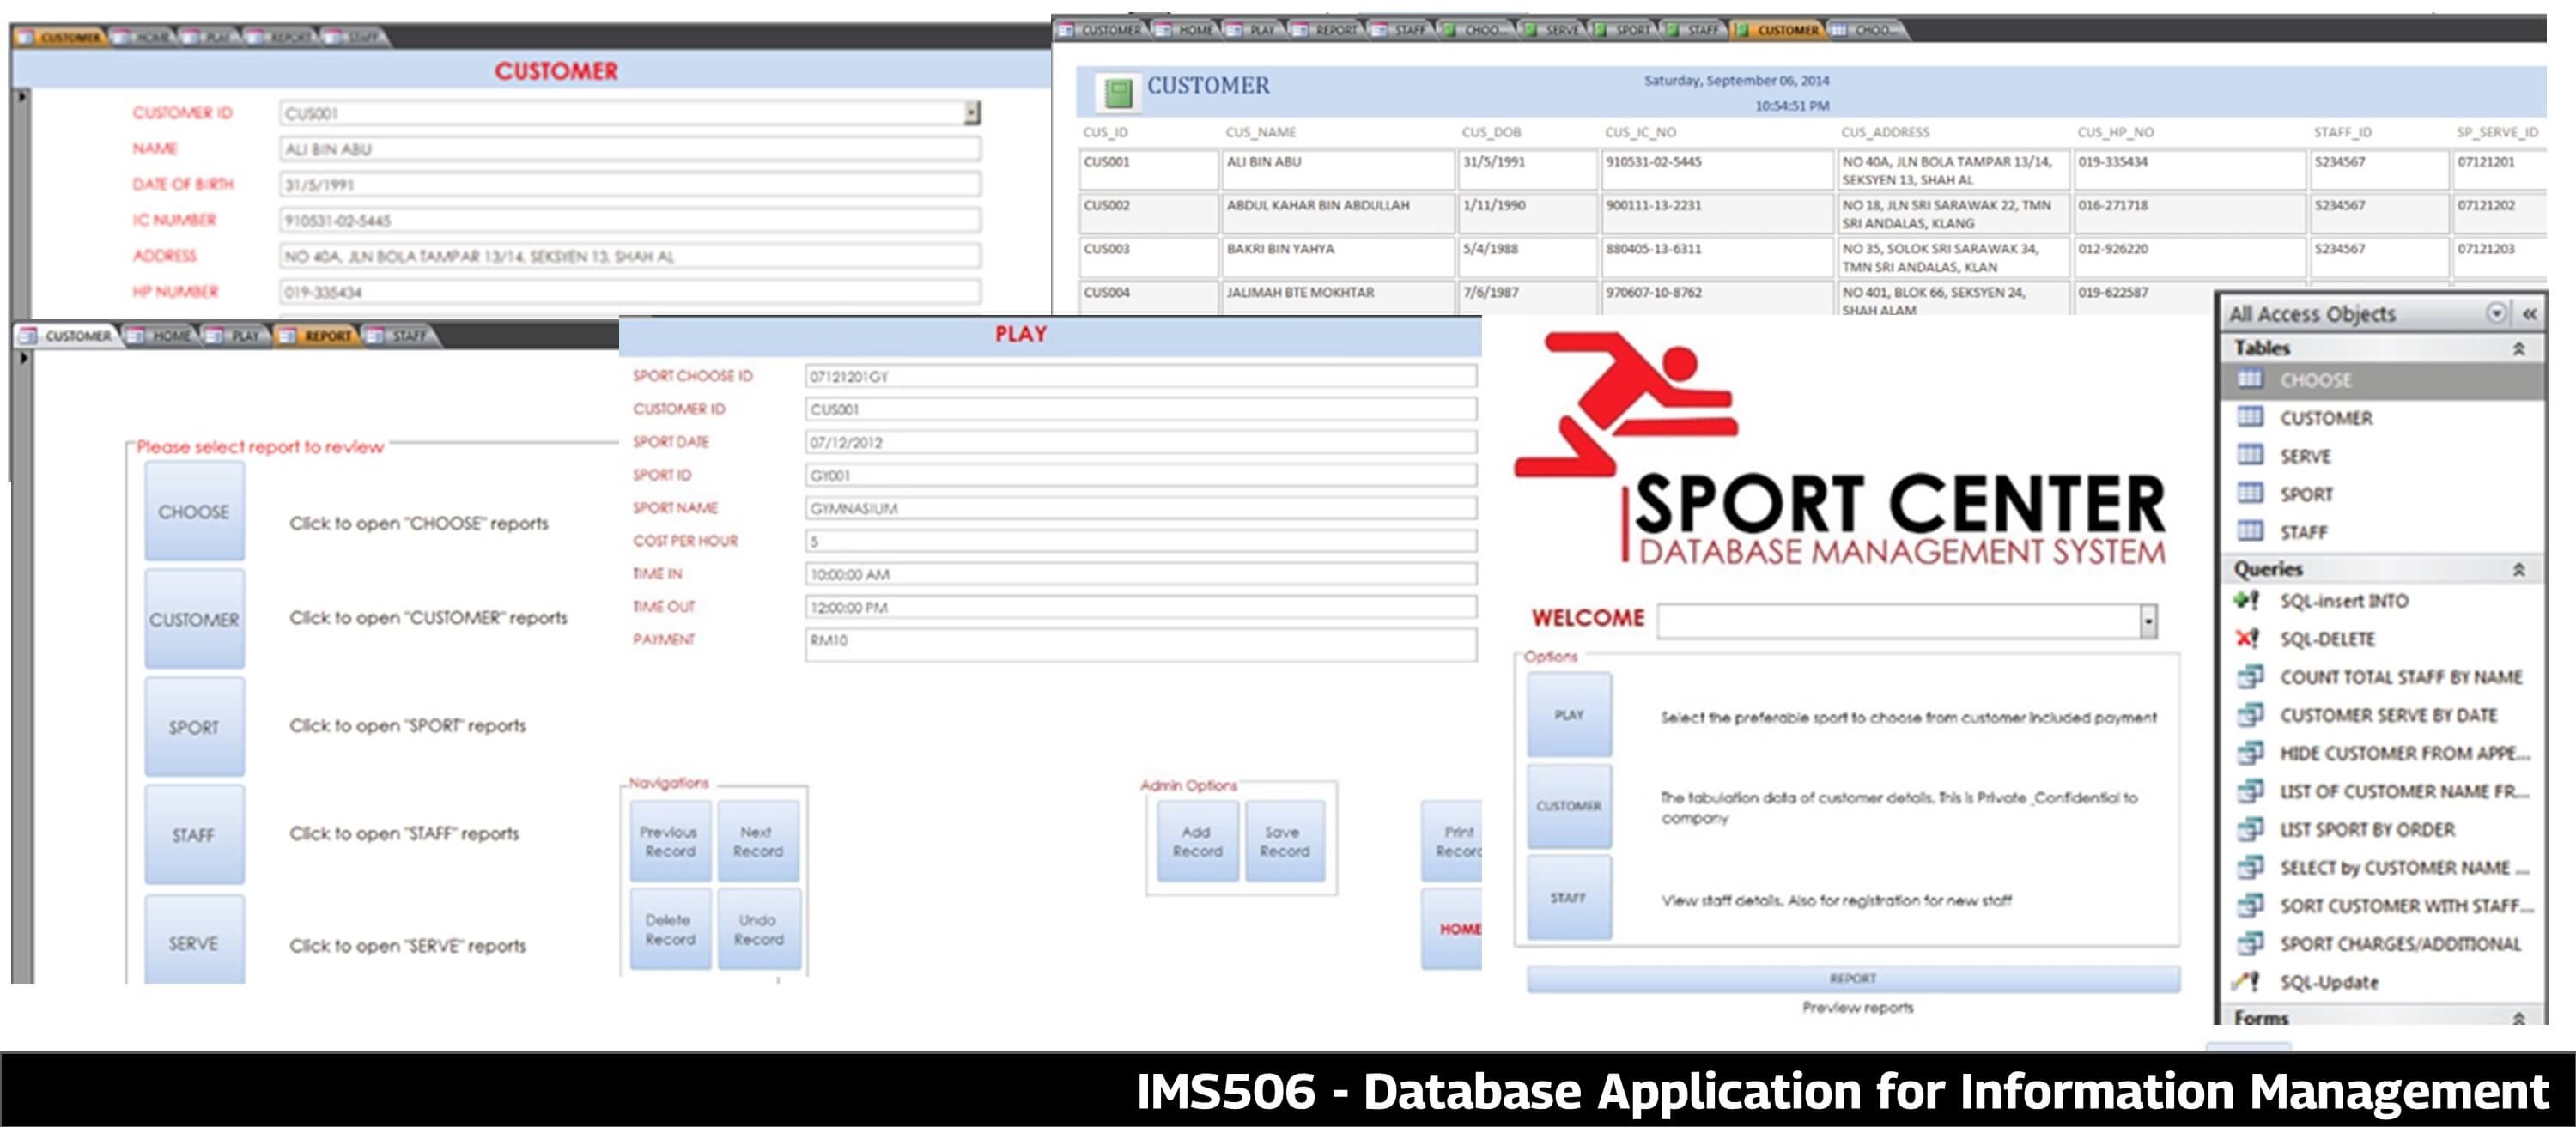 CUSTOMER HOME PLAY REPORT STAFF
CUSTOMER
CUSTOMER ID CUS001
NAME ALI BIN ABU
DATE OF BIRTH 31/5/1991
IC NUMBER 910531-02-5445
ADDRESS NO 40A, JLN BOLA TAMPAR 13/14, SEKSYEN 13, SHAH AL
HP NUMBER 019-335434
CUSTOMER HOME PLAY REPORT STAFF CHOO... SERVE SPORT STAFF CUSTOMER CHOO...
CUSTOMER
Saturday, September 06, 2014
10:54:51 PM
CUS_ID CUS_NAME CUS_DOB CUS_IC_NO CUS_ADDRESS CUS_HP_NO STAFF_ID SP_SERVE_ID
CUS001 ALI BIN ABU 31/5/1991 910531-02-5445 NO 40A, JLN BOLA TAMPAR 13/14, 019-335434 S234567 07121201
SEKSYEN 13, SHAH AL
CUS002 ABDUL KAHAR BIN ABDULLAH 1/11/1990 900111-13-2231 NO 18, JLN SRI SARAWAK 22, TMN 016-271718 S234567 07121202
SRI ANDALAS, KLANG
CUS003 BAKRI BIN YAHYA 5/4/1988 880405-13-6311 NO 35, SOLOK SRI SARAWAK 34, 012-926220 S234567 07121203
TMN SRI ANDALAS, KLAN
CUS004 JALIMAH BTE MOKHTAR 7/6/1987 970607-10-8762 NO 401, BLOK 66, SEKSYEN 24, 019-622587
SHAH ALAM
CUSTOMER HOME PLAY REPORT STAFF
Please select report to review
CHOOSE Click to open "CHOOSE" reports
CUSTOMER Click to open "CUSTOMER" reports
SPORT Click to open "SPORT" reports
STAFF Click to open "STAFF" reports
SERVE Click to open "SERVE" reports
PLAY
SPORT CHOOSE ID 07121201GY
CUSTOMER ID CUS001
SPORT DATE 07/12/2012
SPORT ID GY001
SPORT NAME GYMNASIUM
COST PER HOUR 5
TIME IN 10:00:00 AM
TIME OUT 12:00:00 PM
PAYMENT RM10
Navigations
Previous Record
Next Record
Delete Record
Undo Record
Admin Options
Add Record
Save Record
Print
Record
HOME
SPORT CENTER
DATABASE MANAGEMENT SYSTEM
WELCOME
Options
PLAY Select the preferable sport to choose from customer included payment
CUSTOMER The tabulation data of customer details. This is Private_Confidential to
company
STAFF View staff details. Also for registration for new staff
REPORT
Preview reports
All Access Objects
Tables
CHOOSE
CUSTOMER
SERVE
SPORT
STAFF
Queries
SQL-insert INTO
SQL-DELETE
COUNT TOTAL STAFF BY NAME
CUSTOMER SERVE BY DATE
HIDE CUSTOMER FROM APPE...
LIST OF CUSTOMER NAME FR...
LIST SPORT BY ORDER
SELECT by CUSTOMER NAME ...
SORT CUSTOMER WITH STAFF...
SPORT CHARGES/ADDITIONAL
SQL-Update
Forms
IMS506 - Database Application for Information Management